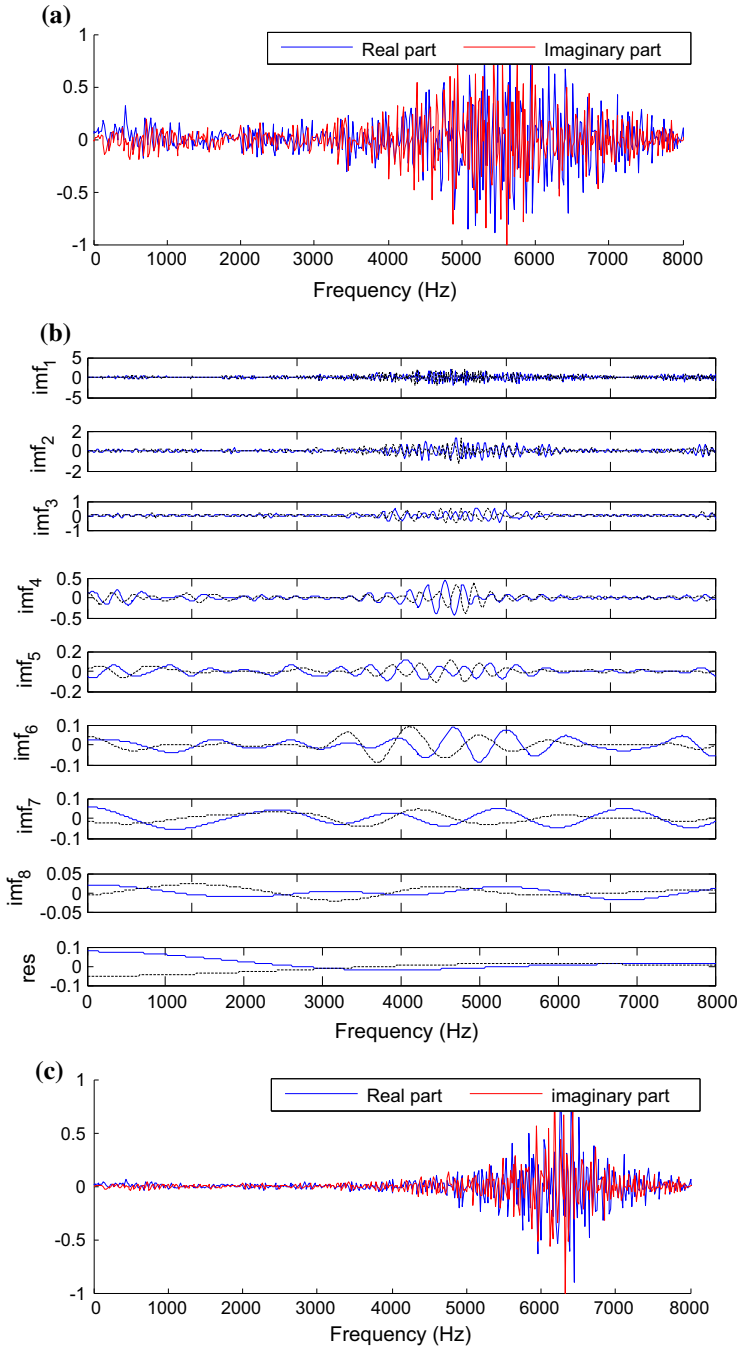 (a)
Real part
Imaginary part
1
0.5
0
-0.5
-1
0 1000 2000 3000 4000 5000 6000 7000 8000
Frequency (Hz)
(b)
imf1
5
0
-5
imf2
2
0
-2
imf3
1
0
-1
imf4
0.5
0
-0.5
imf5
0.2
0
-0.2
imf6
0.1
0
-0.1
imf7
0.1
0
-0.1
imf8
0.05
0
-0.05
res
0.1
0
-0.1
0 1000 2000 3000 4000 5000 6000 7000 8000
Frequency (Hz)
(c)
Real part
imaginary part
1
0.5
0
-0.5
-1
0 1000 2000 3000 4000 5000 6000 7000 8000
Frequency (Hz)